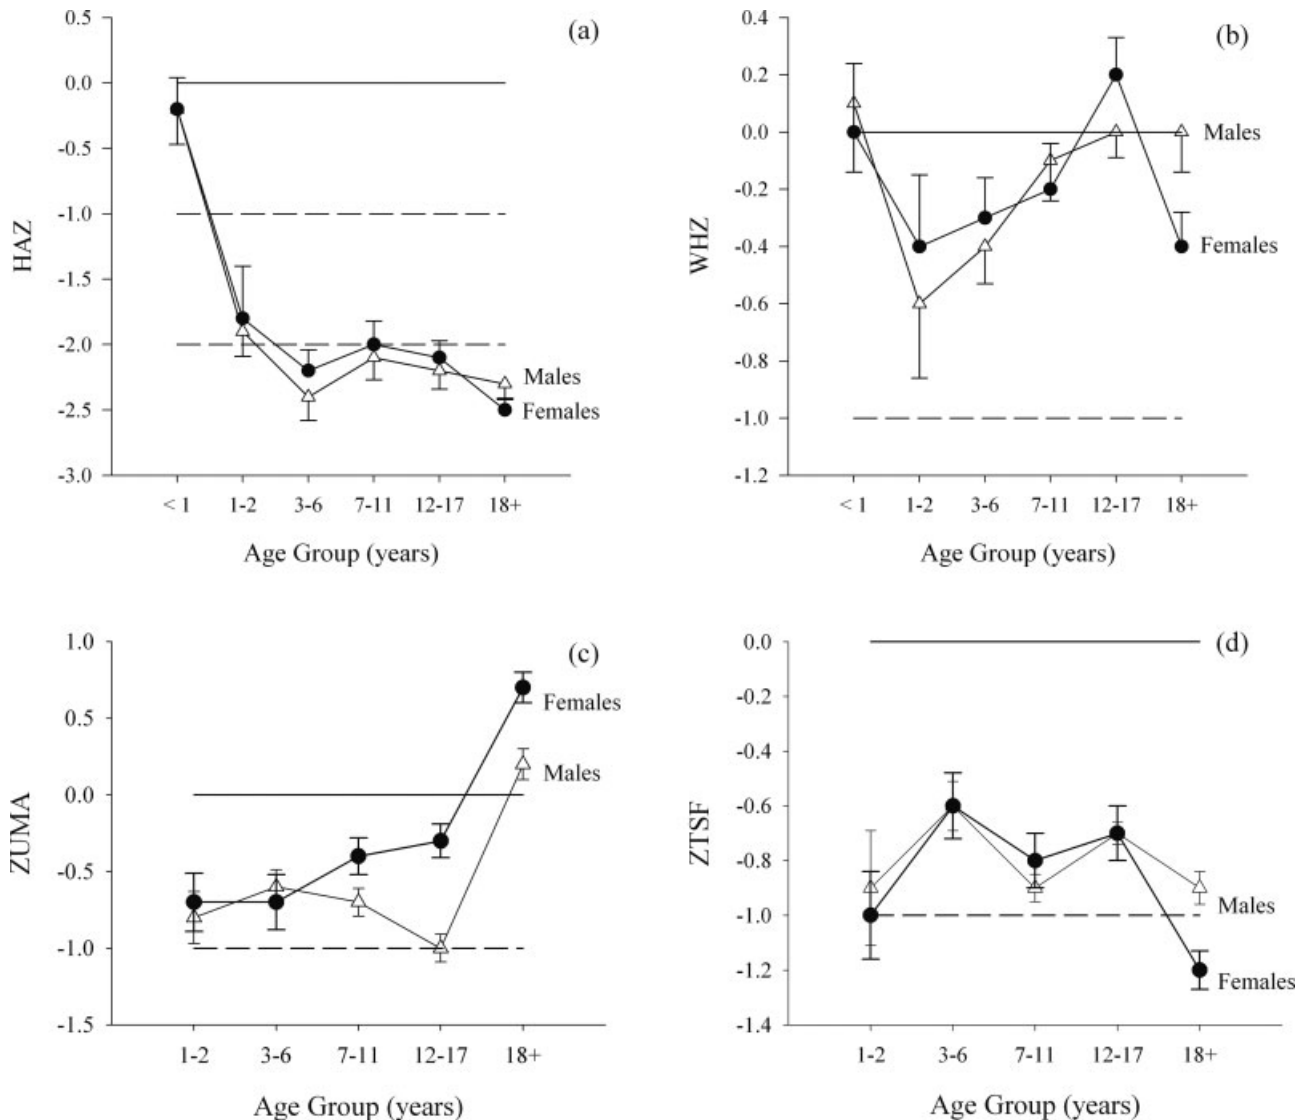 (a)
HAZ
0.5
0.0
-0.5
-1.0
-1.5
-2.0
-2.5
-3.0
Males
Females
< 1 1-2 3-6 7-11 12-17 18+
Age Group (years)
(b)
WHZ
0.4
0.2
0.0
-0.2
-0.4
-0.6
-0.8
-1.0
-1.2
Males
Females
< 1 1-2 3-6 7-11 12-17 18+
Age Group (years)
(c)
ZUMA
1.0
0.5
0.0
-0.5
-1.0
-1.5
Females
Males
1-2 3-6 7-11 12-17 18+
Age Group (years)
(d)
ZTSF
0.0
-0.2
-0.4
-0.6
-0.8
-1.0
-1.2
-1.4
Males
Females
1-2 3-6 7-11 12-17 18+
Age Group (years)